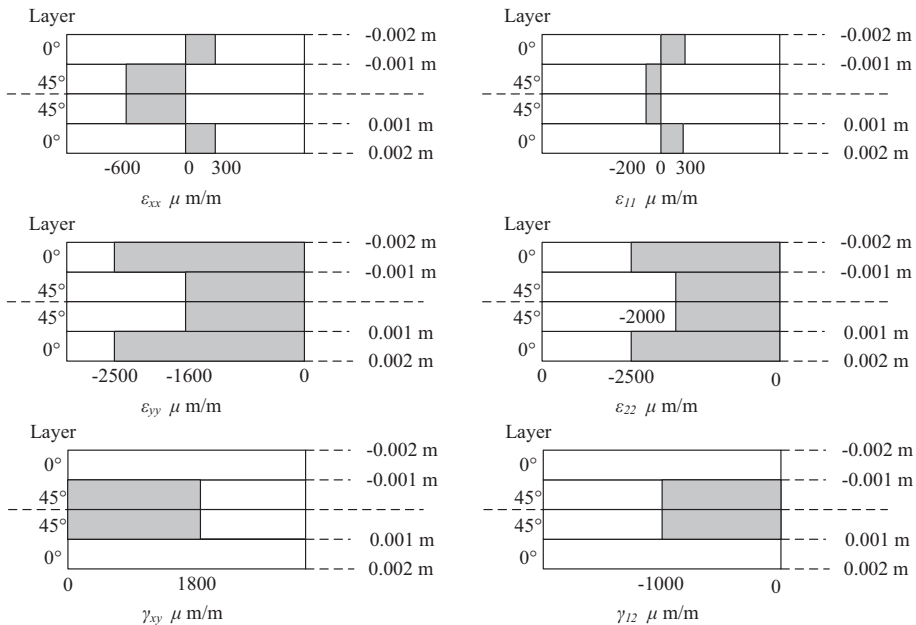 Layer
0°
45°
45°
0°
-0.002 m
-0.001 m
0.001 m
0.002 m
-600 0 300
εxx μ m/m
Layer
0°
45°
45°
0°
-0.002 m
-0.001 m
0.001 m
0.002 m
-200 0 300
ε11 μ m/m
Layer
0°
45°
45°
0°
-0.002 m
-0.001 m
0.001 m
0.002 m
-2500 -1600 0
εyy μ m/m
Layer
0°
45°
45°
0°
-2000
-0.002 m
-0.001 m
0.001 m
0.002 m
0 -2500 0
ε22 μ m/m
Layer
0°
45°
45°
0°
-0.002 m
-0.001 m
0.001 m
0.002 m
0 1800
γxy μ m/m
Layer
0°
45°
45°
0°
-0.002 m
-0.001 m
0.001 m
0.002 m
-1000 0
γ12 μ m/m